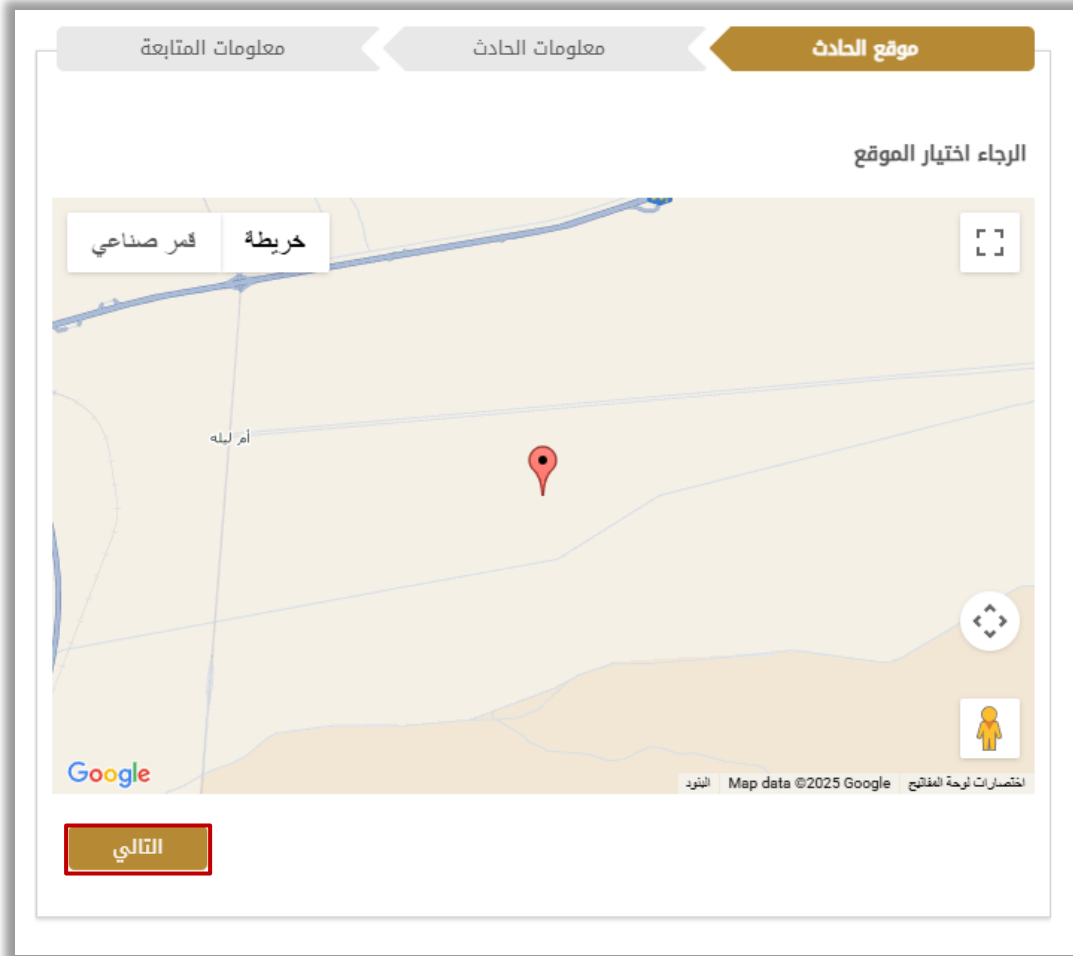 موقع الحادث
معلومات الحادث
معلومات المتابعة
الرجاء اختيار الموقع
خريطة
قمر صناعي
أم ليله
Google
اختصارات لوحة المفاتيح
Map data ©2025 Google
البنود
التالي